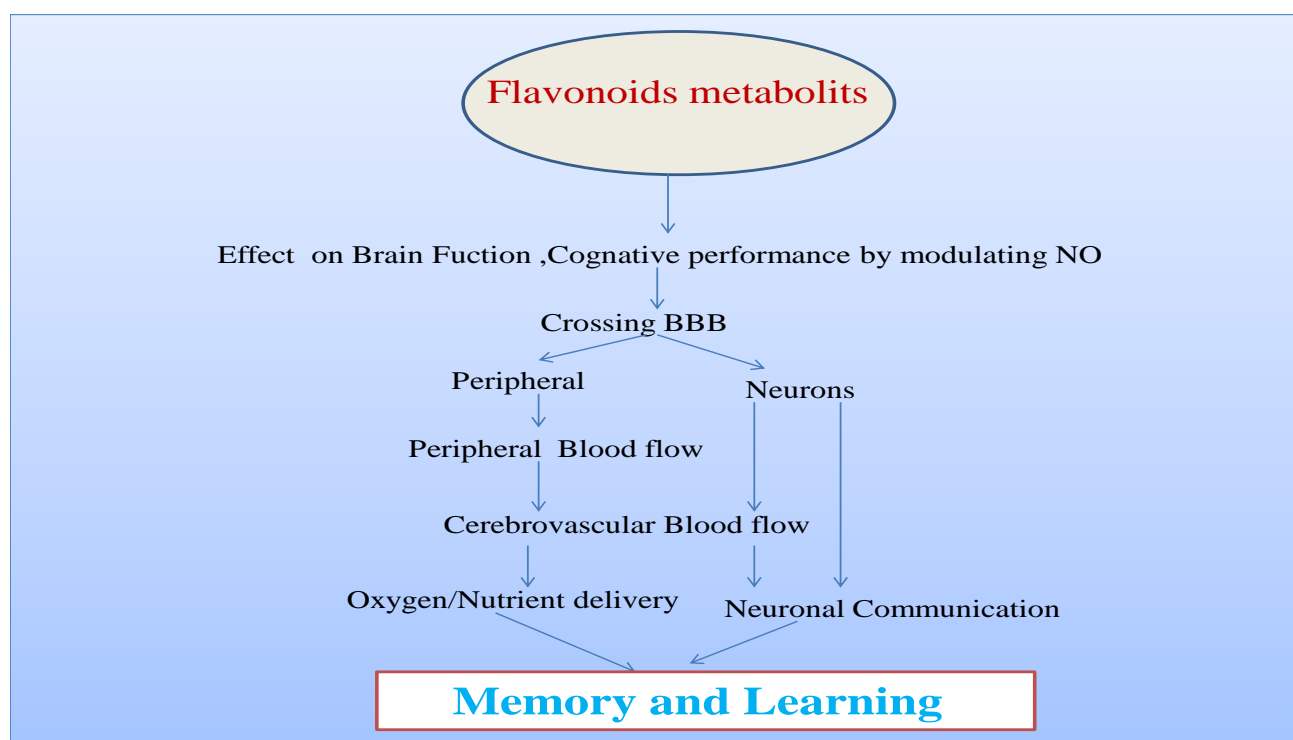 Flavonoids metabolits
Effect on Brain Fuction ,Cognative performance by modulating NO
Crossing BBB
Peripheral
Neurons
Peripheral Blood flow
Cerebrovascular Blood flow
Oxygen/Nutrient delivery
Neuronal Communication
Memory and Learning